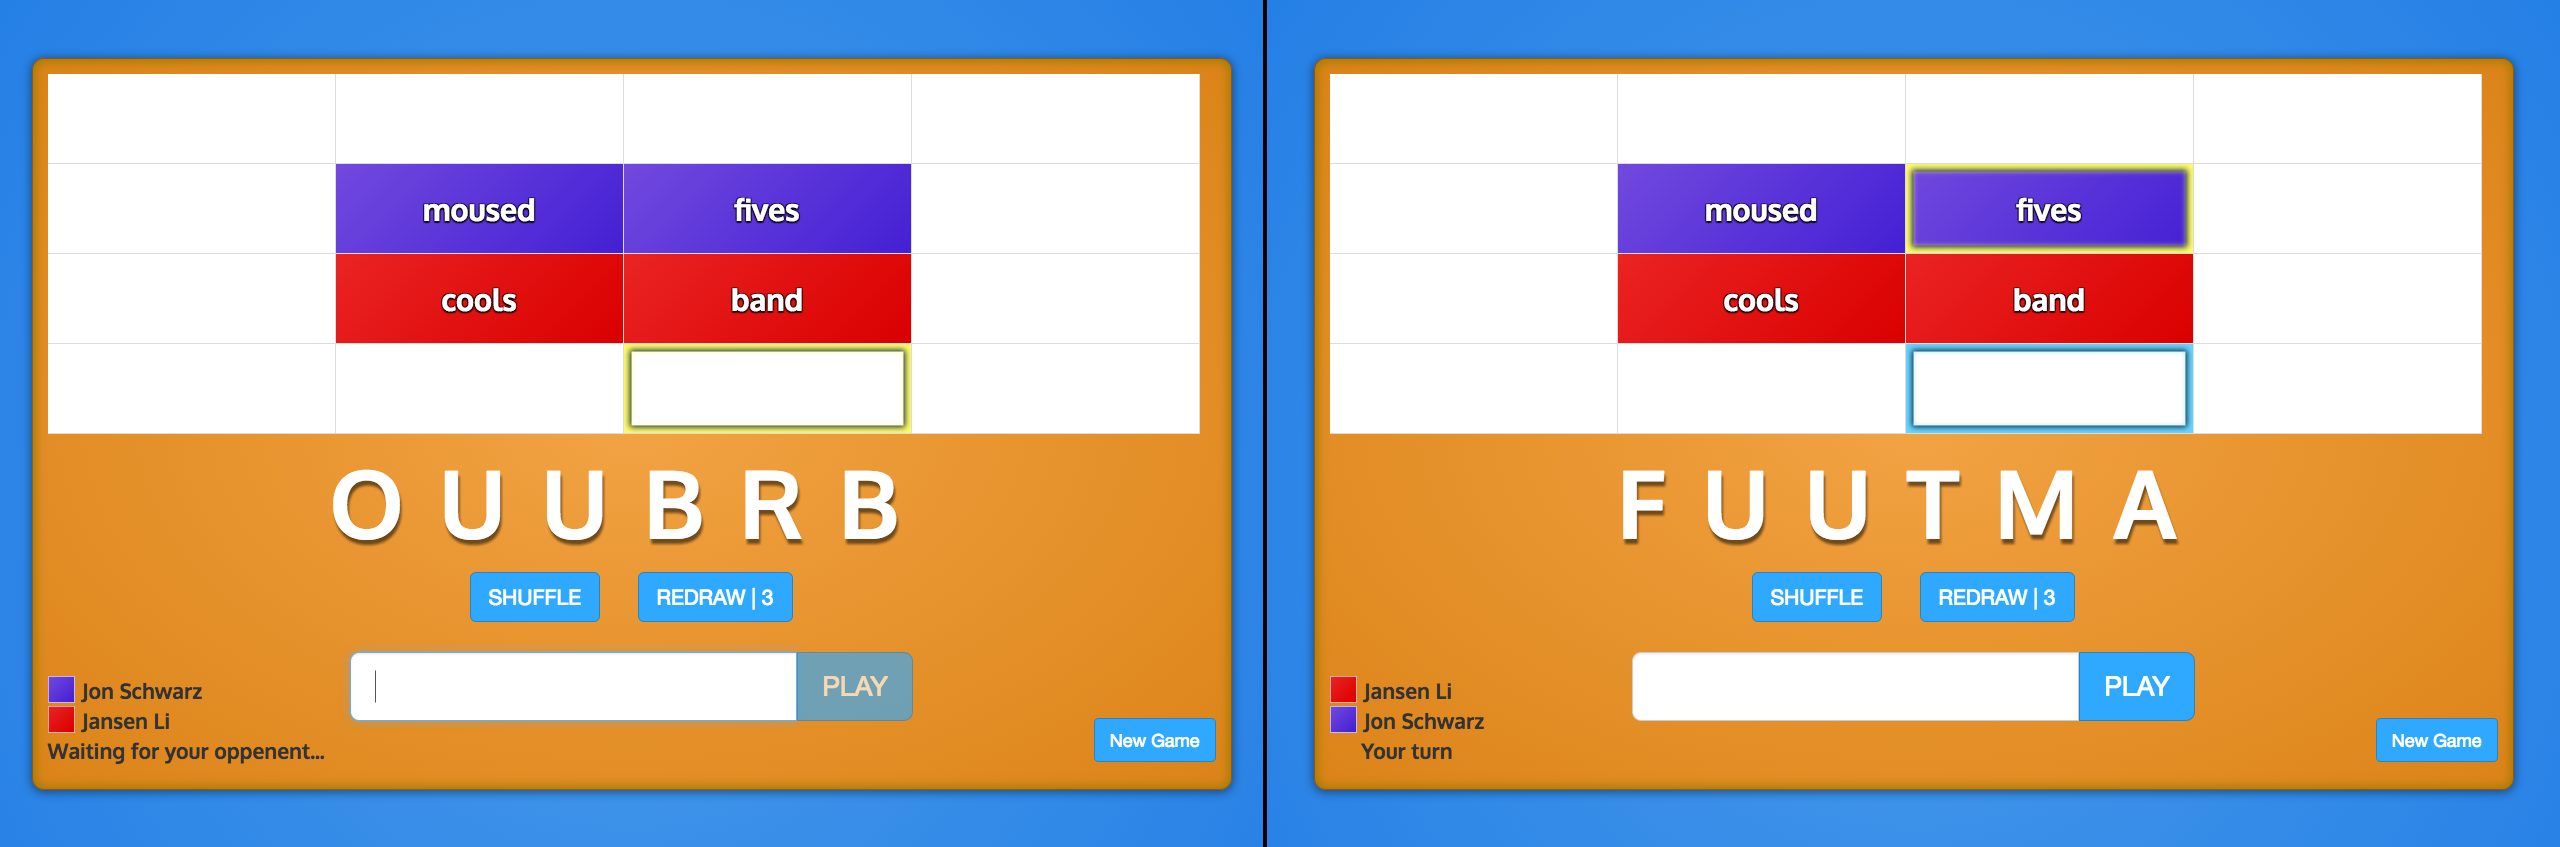 moused fives
cools band
O U U B R B
SHUFFLE REDRAW | 3
PLAY
Jon Schwarz
Jansen Li
Waiting for your oppenent...
New Game
moused fives
cools band
F U U T M A
SHUFFLE REDRAW | 3
PLAY
Jansen Li
Jon Schwarz
Your turn
New Game